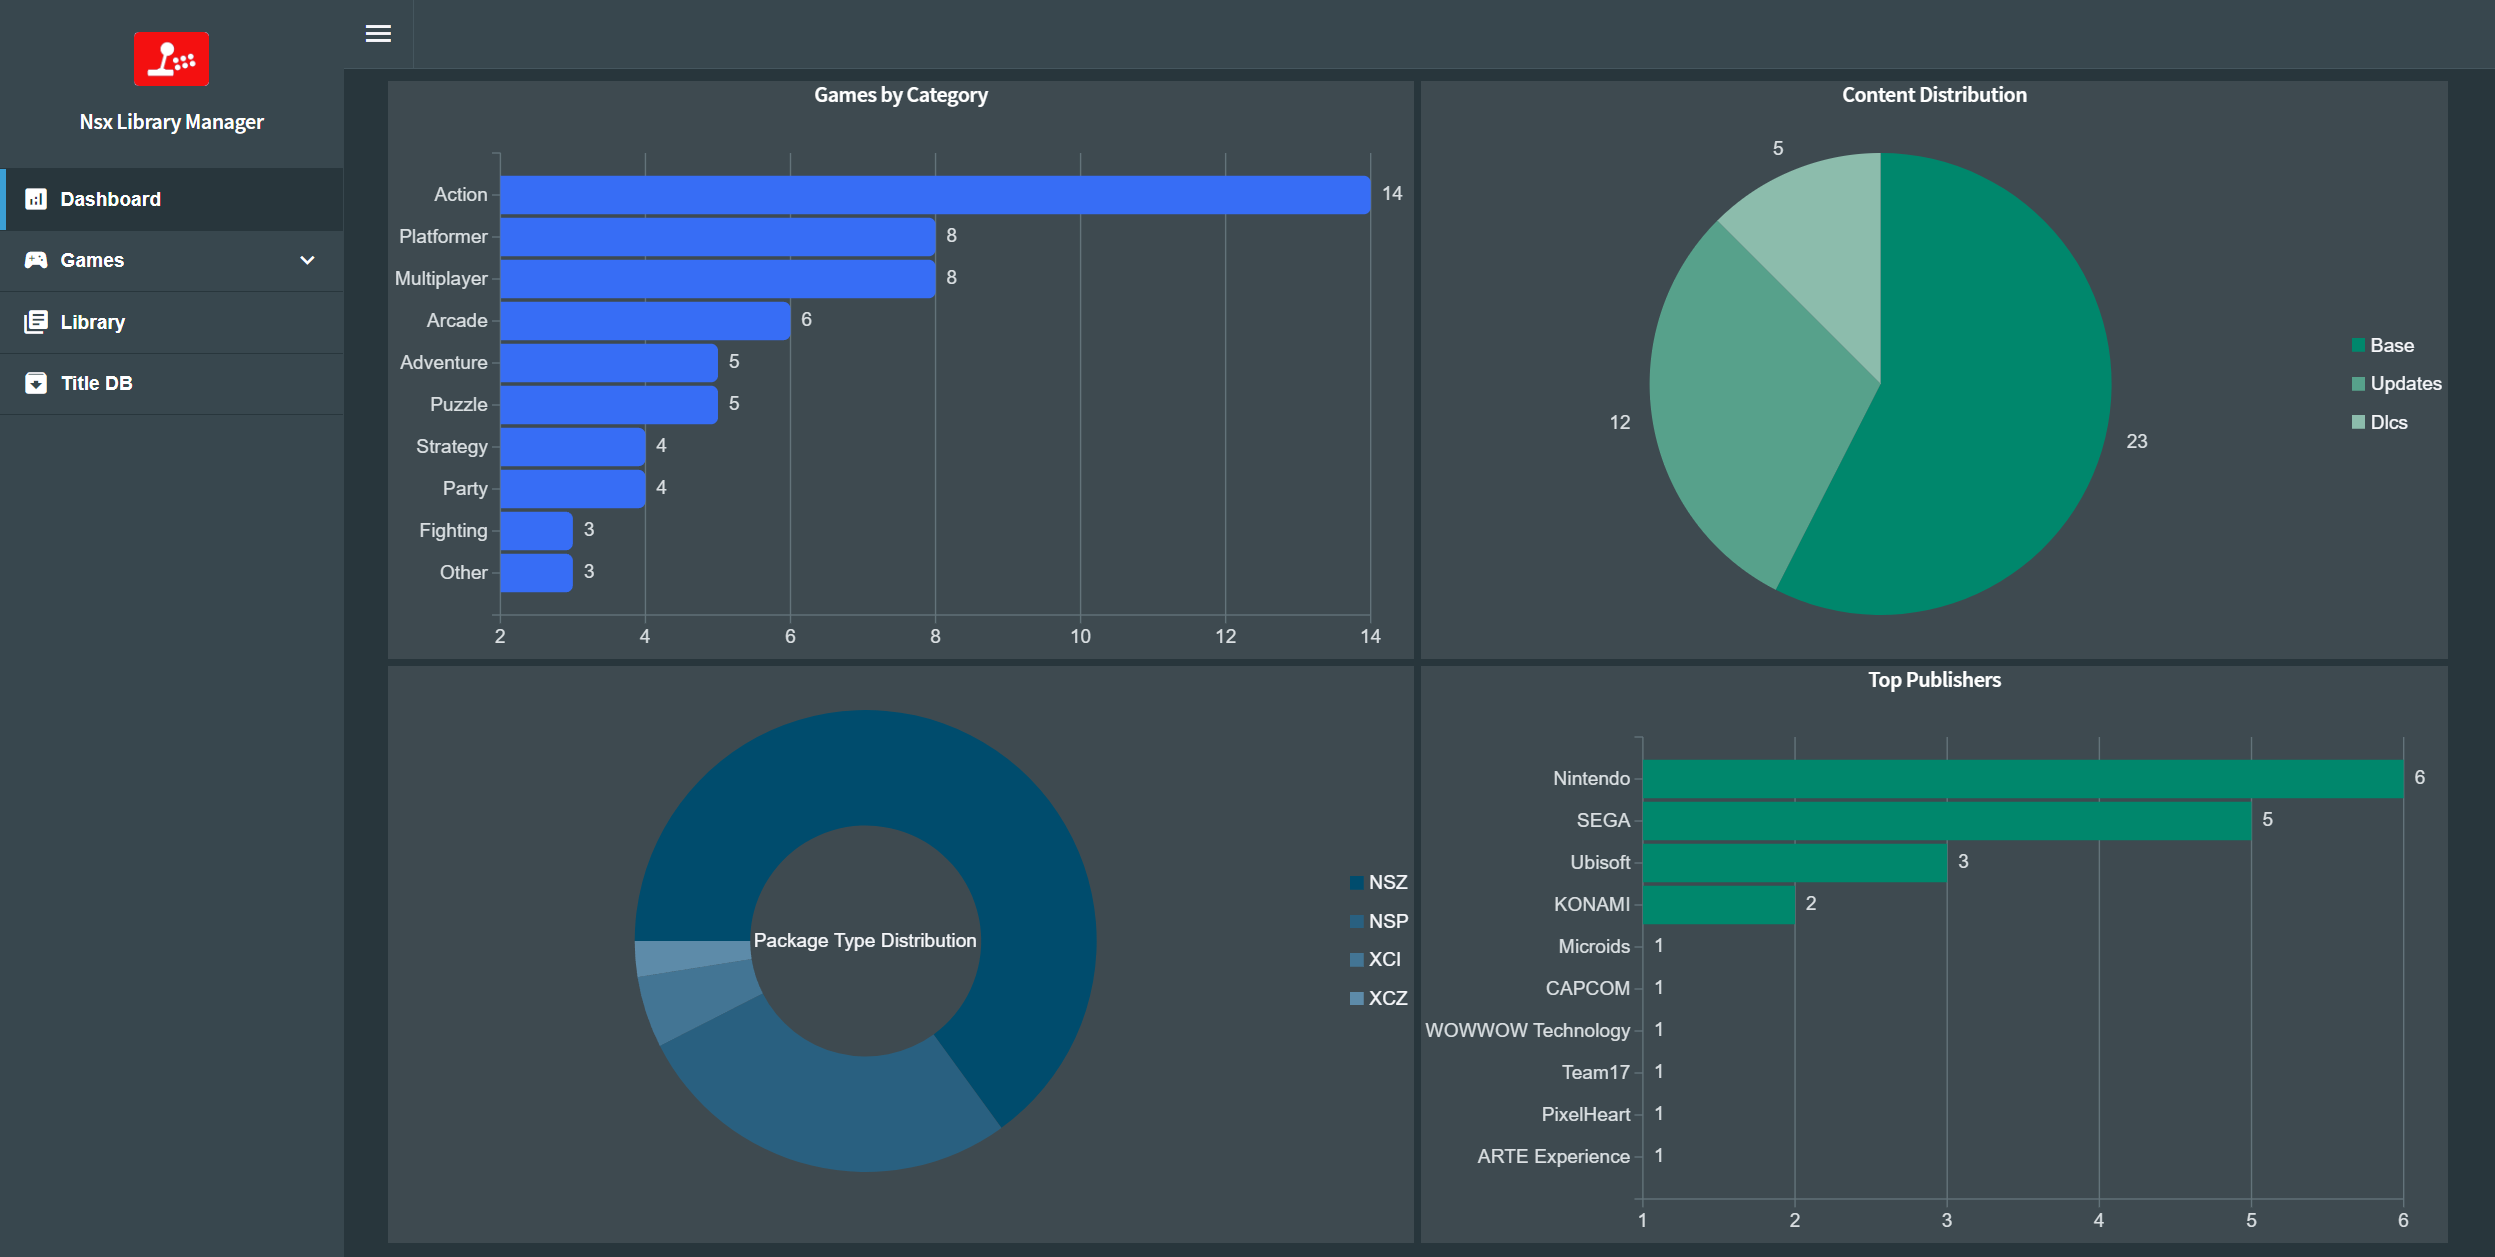 Nsx Library Manager
Dashboard
Games
Library
Title DB
Games by Category
Action 14
Platformer 8
Multiplayer 8
Arcade 6
Adventure 5
Puzzle 5
Strategy 4
Party 4
Fighting 3
Other 3
2 4 6 8 10 12 14
Content Distribution
5
12
23
Base
Updates
Dlcs
Package Type Distribution
NSZ
NSP
XCI
XCZ
Top Publishers
Nintendo 6
SEGA 5
Ubisoft 3
KONAMI 2
Microids 1
CAPCOM 1
WOWWOW Technology 1
Team17 1
PixelHeart 1
ARTE Experience 1
1 2 3 4 5 6